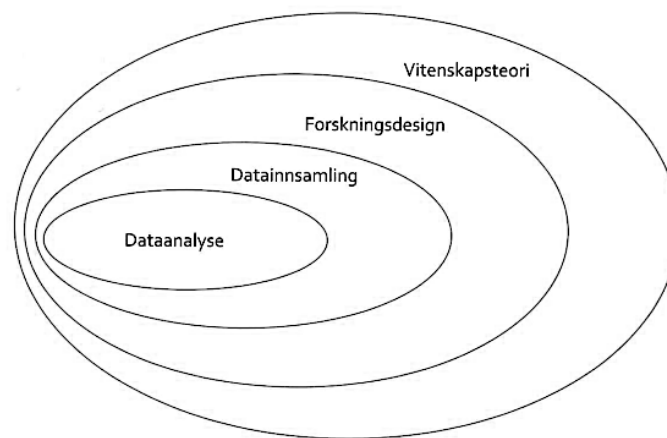 Vitenskapsteori
Forskningsdesign
Datainnsamling
Dataanalyse